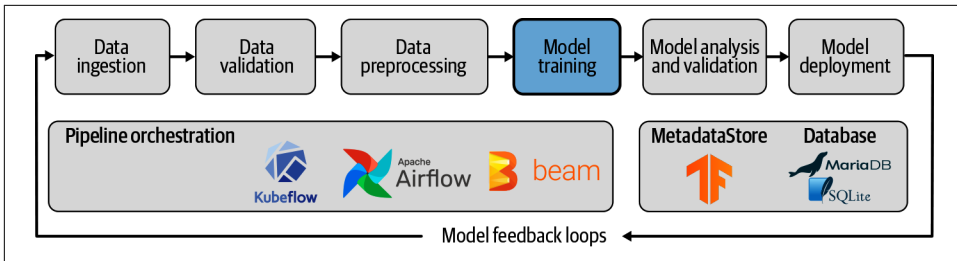 Data
ingestion
Data
validation
Data
preprocessing
Model
training
Model analysis
and validation
Model
deployment
Pipeline orchestration
Kubeflow
Apache
Airflow
beam
MetadataStore
Database
MariaDB
SQLite
Model feedback loops